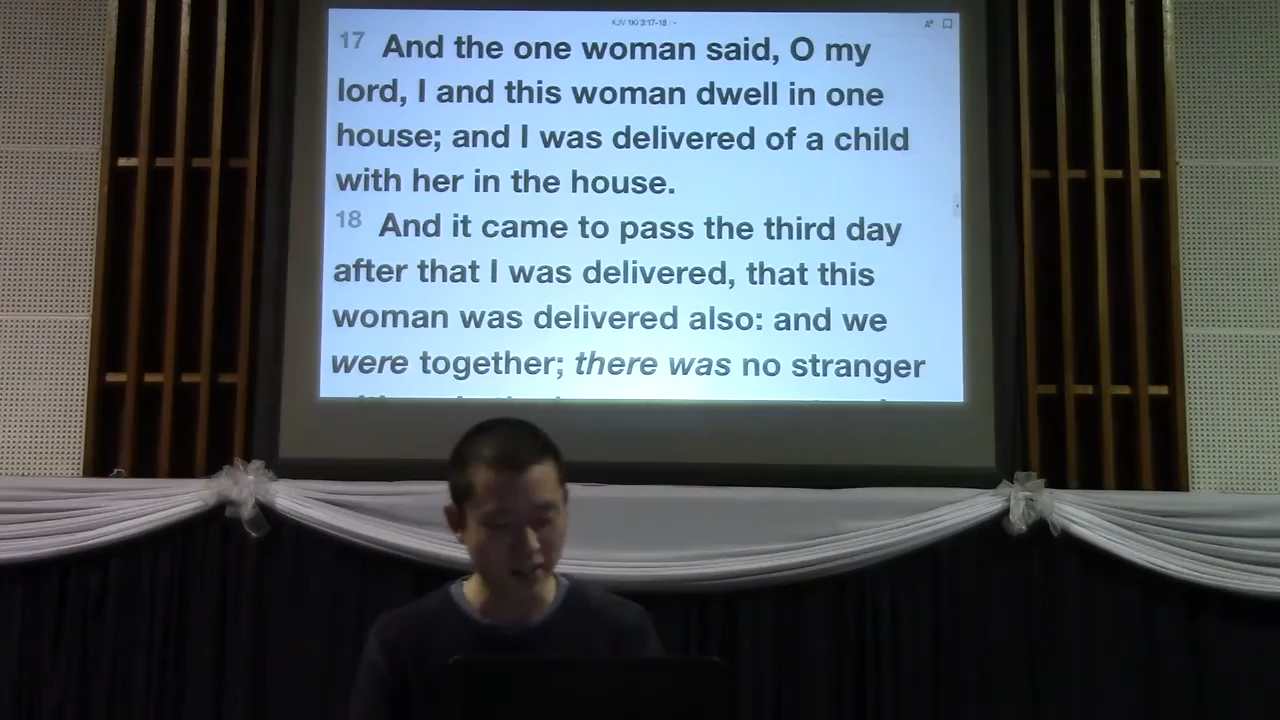 KJV 1Ki 3:17-18
17 And the one woman said, O my
lord, I and this woman dwell in one
house; and I was delivered of a child
with her in the house.
18 And it came to pass the third day
after that I was delivered, that this
woman was delivered also: and we
were together; there was no stranger